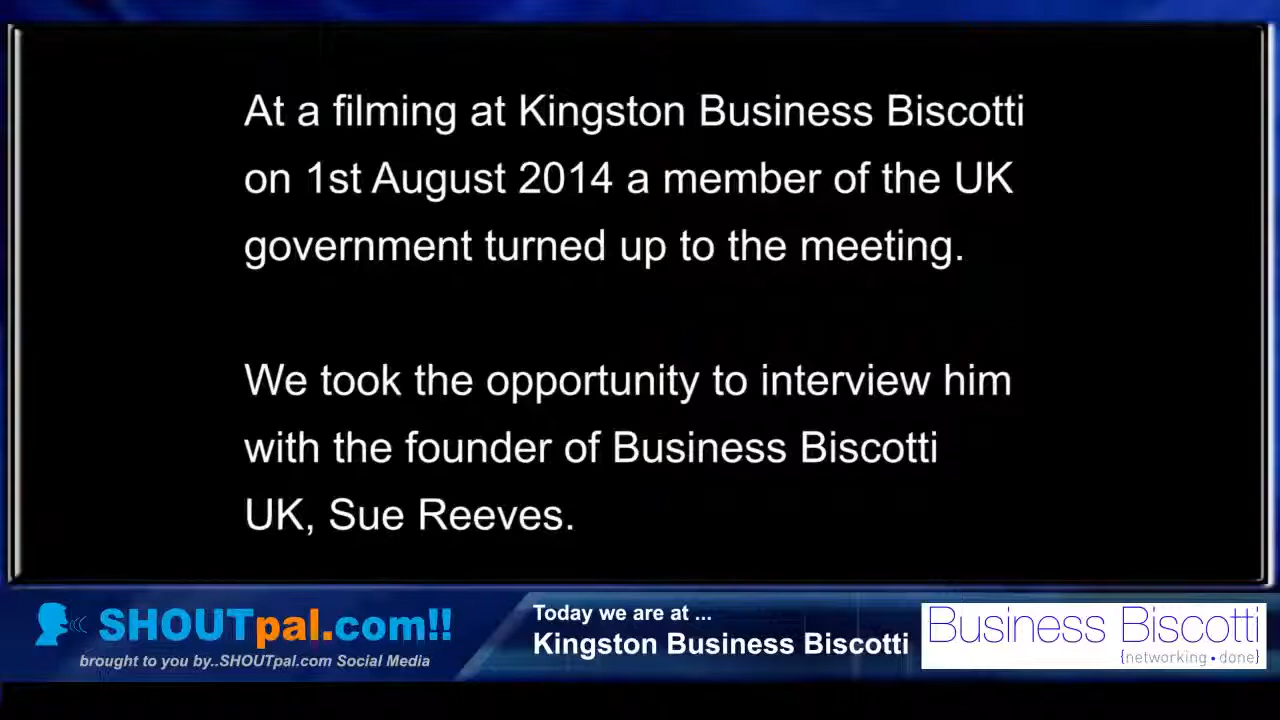 At a filming at Kingston Business Biscotti
on 1st August 2014 a member of the UK
government turned up to the meeting.
We took the opportunity to interview him
with the founder of Business Biscotti
UK, Sue Reeves.
SHOUTpal.com!!
brought to you by..SHOUTpal.com Social Media
Today we are at ...
Kingston Business Biscotti
Business Biscotti
{networking•done}